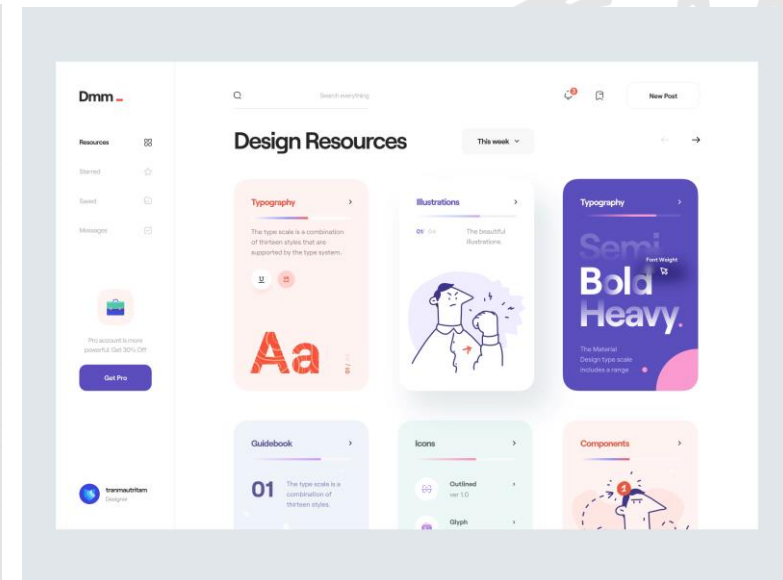 Dmm
Search everything
3
New Post
Resources
Starred
Saved
Messages
Design Resources
This week
Typography
The type scale is a combination
of thirteen styles that are
supported by the type system.
U
Aa
Illustrations
01/ 04
The beautiful
illustrations.
Typography
Semi
Font Weight
Bold
Heavy.
The Material
Design type scale
includes a range
Pro account is more
powerful. Get 30% Off
Get Pro
Guidebook
01
The type scale is a
combination of
thirteen styles.
Icons
Outlined
ver 1.0
Glyph
Components
1
tranmautritam
Designer